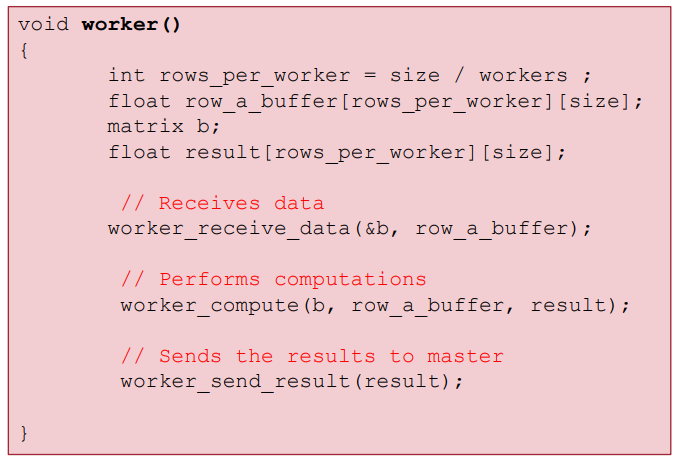 void worker()
{
int rows_per_worker = size / workers ;
float row_a_buffer[rows_per_worker][size];
matrix b;
float result[rows_per_worker][size];
// Receives data
worker_receive_data(&b, row_a_buffer);
// Performs computations
worker_compute(b, row_a_buffer, result);
// Sends the results to master
worker_send_result(result);
}